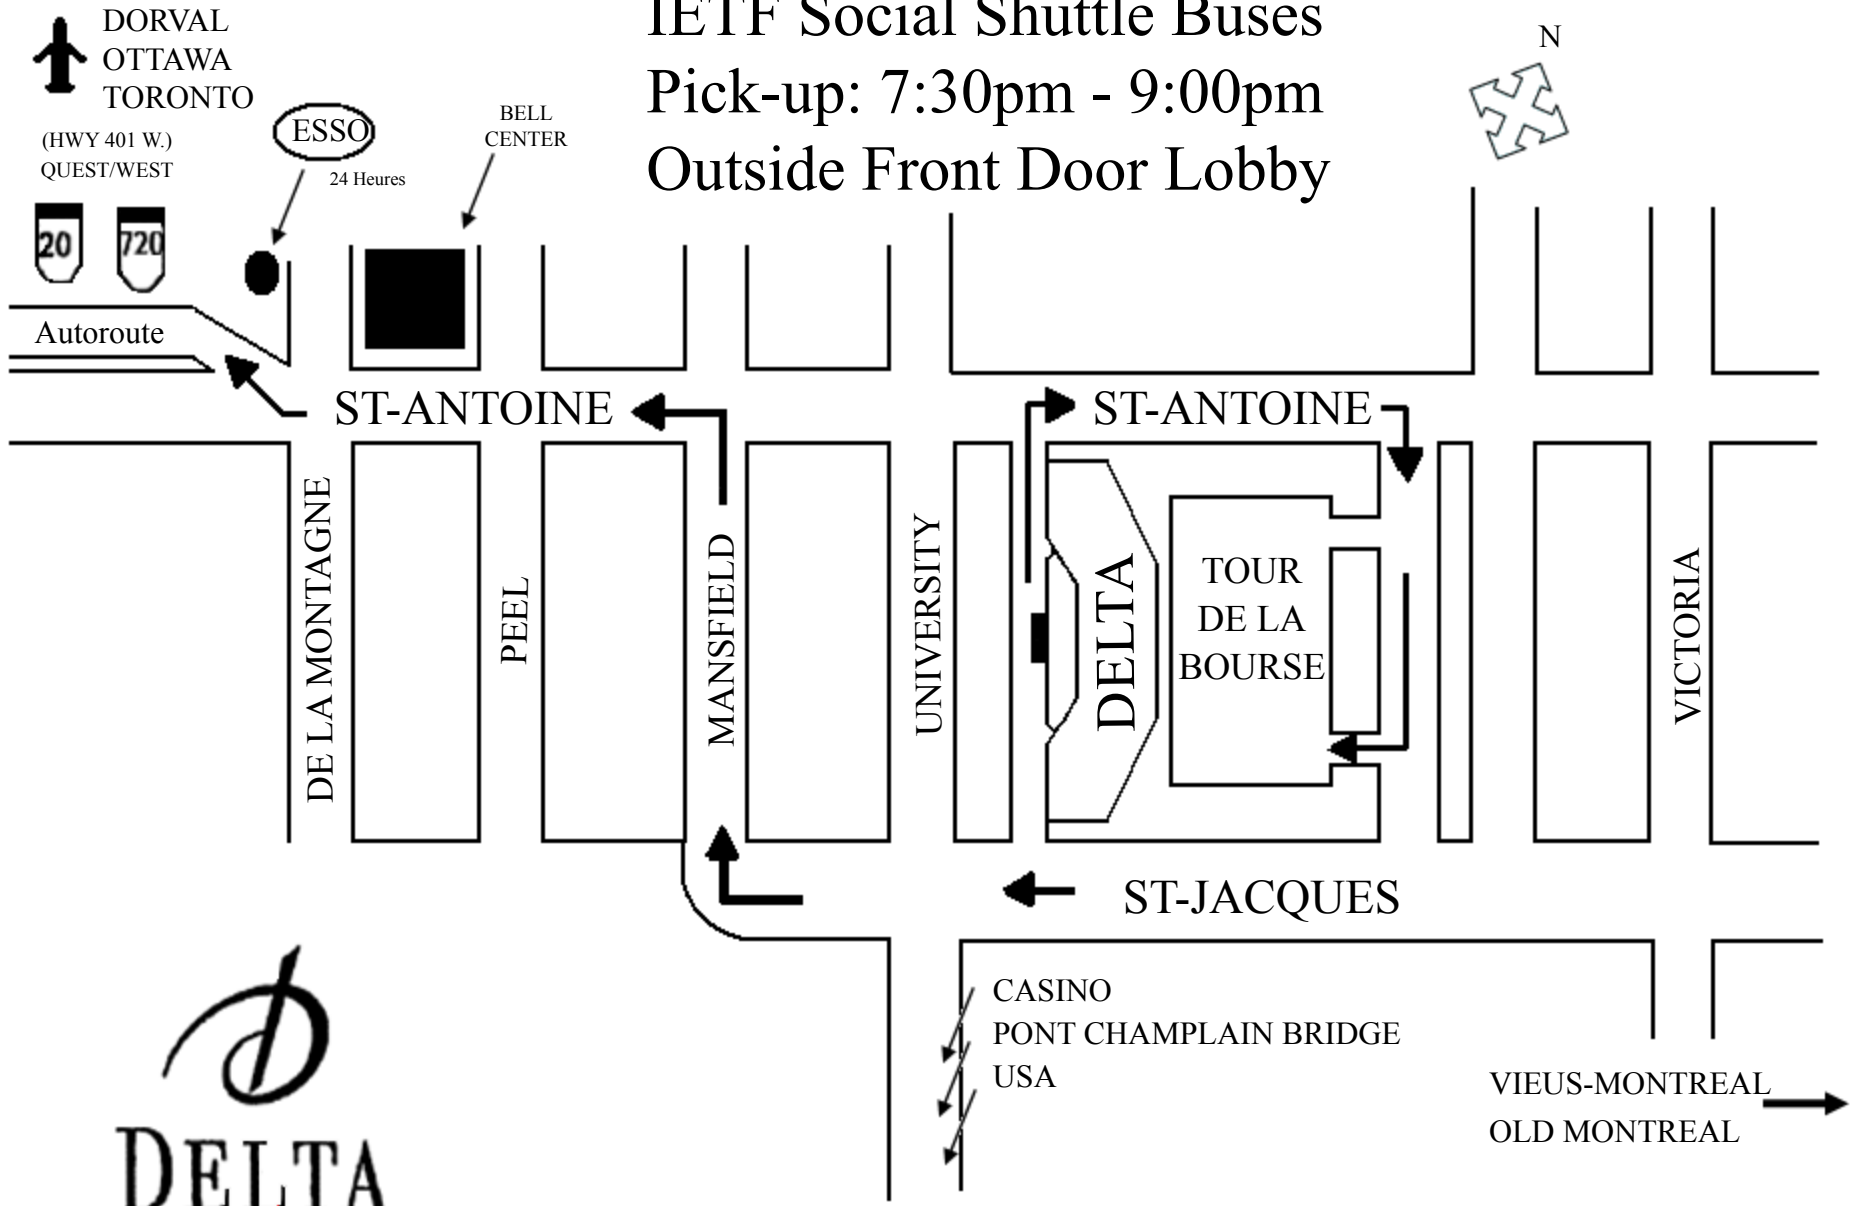 IETF Social Shuttle Buses
Pick-up: 7:30pm - 9:00pm
Outside Front Door Lobby
N
DORVAL
OTTAWA
TORONTO
(HWY 401 W.)
QUEST/WEST
ESSO
24 Heures
BELL
CENTER
20
720
Autoroute
ST-ANTOINE
ST-ANTOINE
DE LA MONTAGNE
PEEL
MANSFIELD
UNIVERSITY
DELTA
TOUR
DE LA
BOURSE
VICTORIA
ST-JACQUES
CASINO
PONT CHAMPLAIN BRIDGE
USA
VIEUS-MONTREAL
OLD MONTREAL
DELTA